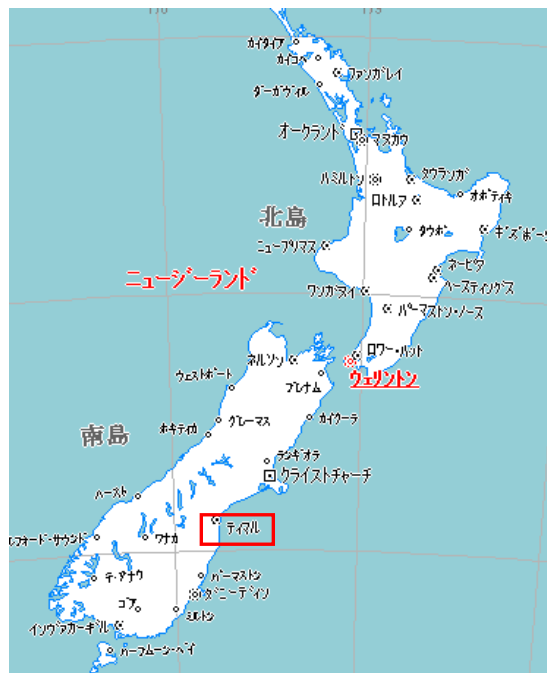 カイタイア
カイコヘ
ファンガレイ
ダーガヴィル
オークランド
マヌカウ
ハミルトン
タウランガ
オポティキ
ロトルア
北島
タウポ
ギズボー
ニュープリマス
ネーピア
ニュージーランド
ヘースティングス
ワンガヌイ
パーマストン・ノース
ロワー・ハット
ネルソン
ウェリントン
ウェストポート
ブレナム
グレーマス
カイクーラ
南島
ホキティカ
ランギオラ
クライストチャーチ
ハースト
ティマル
ルフォード・サウンド
ワナカ
テ・アナウ
パーマストン
ダニーディン
ゴア
ミルトン
インヴァカーギル
ハーフムーン・ベイ